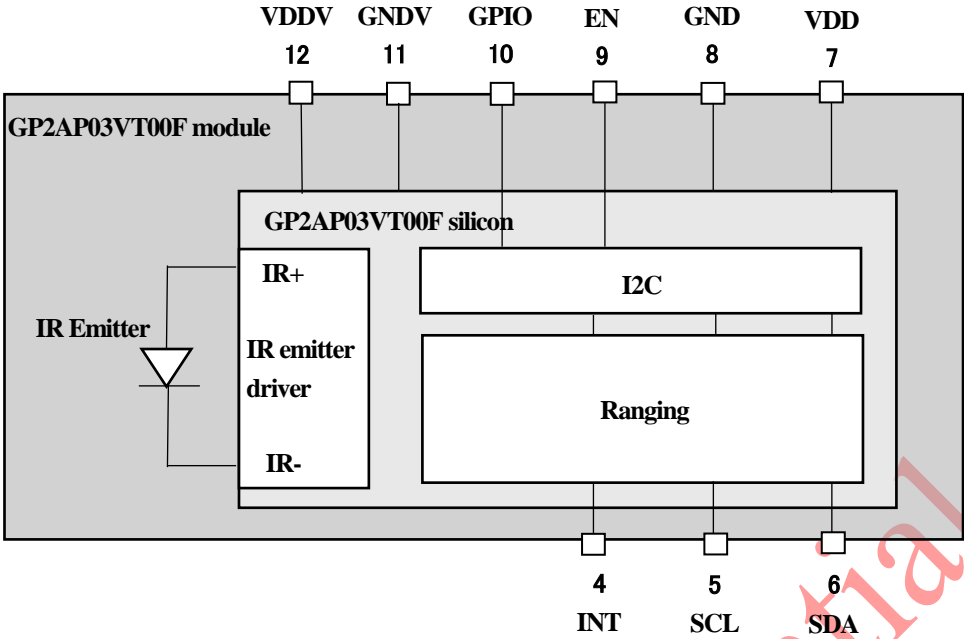 VDDV GNDV GPIO EN GND VDD
12 11 10 9 8 7
GP2AP03VT00F module
GP2AP03VT00F silicon
IR+
I2C
IR Emitter
IR emitter
driver
Ranging
IR-
4 5 6
INT SCL SDA